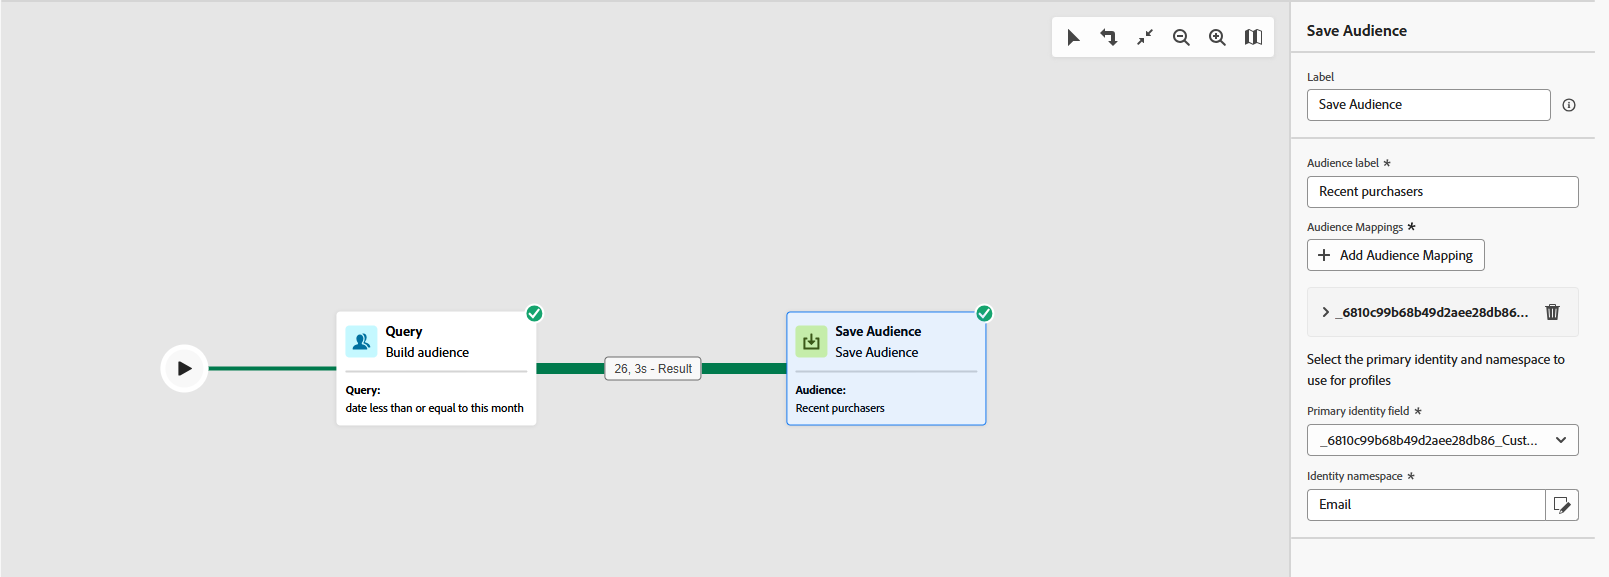 Query
Build audience
Query:
date less than or equal to this month
26, 3s - Result
Save Audience
Save Audience
Audience:
Recent purchasers
Save Audience
Label
Save Audience
Audience label *
Recent purchasers
Audience Mappings *
Add Audience Mapping
_6810c99b68b49d2aee28db86...
Select the primary identity and namespace to
use for profiles
Primary identity field *
_6810c99b68b49d2aee28db86_Cust...
Identity namespace *
Email